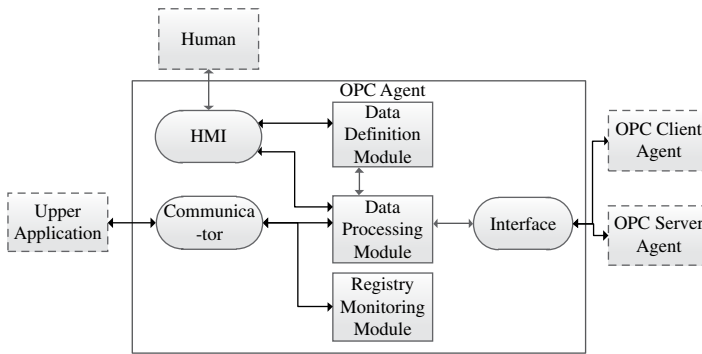 Human
OPC Agent
HMI
Data
Definition
Module
OPC Client
Agent
Upper
Application
Communica
-tor
Data
Processing
Module
Interface
OPC Server
Agent
Registry
Monitoring
Module